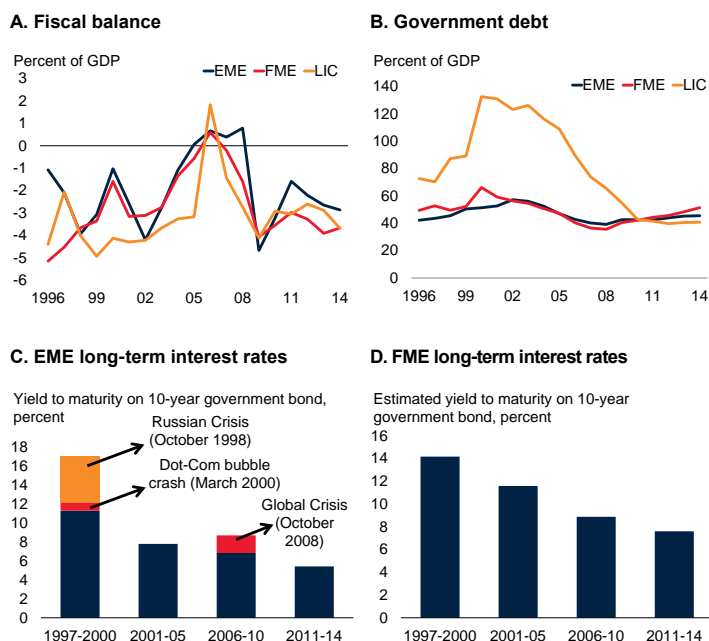 A. Fiscal balance
Percent of GDP
EME FME LIC
3
2
1
0
-1
-2
-3
-4
-5
-6
1996 99 02 05 08 11 14
B. Government debt
Percent of GDP
140
EME FME LIC
120
100
80
60
40
20
0
1996 99 02 05 08 11 14
C. EME long-term interest rates
Yield to maturity on 10-year government bond,
percent
18
16
14
12
10
8
6
4
2
0
Russian Crisis
(October 1998)
Dot-Com bubble
crash (March 2000)
Global Crisis
(October
2008)
1997-2000 2001-05 2006-10 2011-14
D. FME long-term interest rates
Estimated yield to maturity on 10-year
government bond, percent
16
14
12
10
8
6
4
2
0
1997-2000 2001-05 2006-10 2011-14